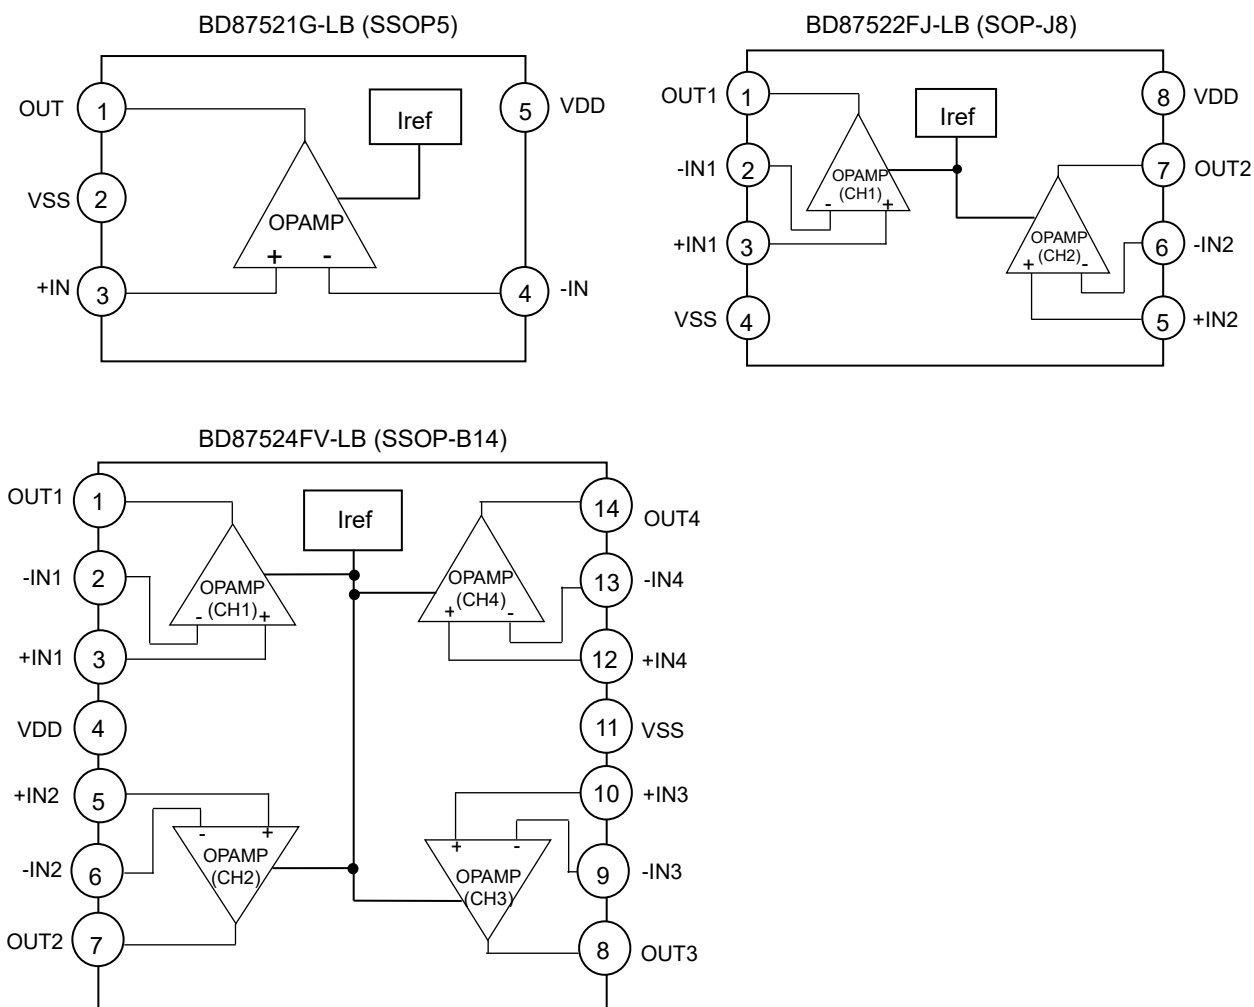 BD87521G-LB (SSOP5)
OUT
1
VSS
2
+IN
3
Iref
OPAMP
+ -
5
VDD
4
-IN
BD87522FJ-LB (SOP-J8)
OUT1
1
-IN1
2
+IN1
3
VSS
4
Iref
OPAMP
(CH1)
- +
OPAMP
(CH2)
+ -
8
VDD
7
OUT2
6
-IN2
5
+IN2
BD87524FV-LB (SSOP-B14)
OUT1
1
-IN1
2
+IN1
3
VDD
4
+IN2
5
-IN2
6
OUT2
7
Iref
OPAMP
(CH1)
- +
OPAMP
(CH4)
+ -
- +
OPAMP
(CH2)
+ -
OPAMP
(CH3)
14
OUT4
13
-IN4
12
+IN4
11
VSS
10
+IN3
9
-IN3
8
OUT3